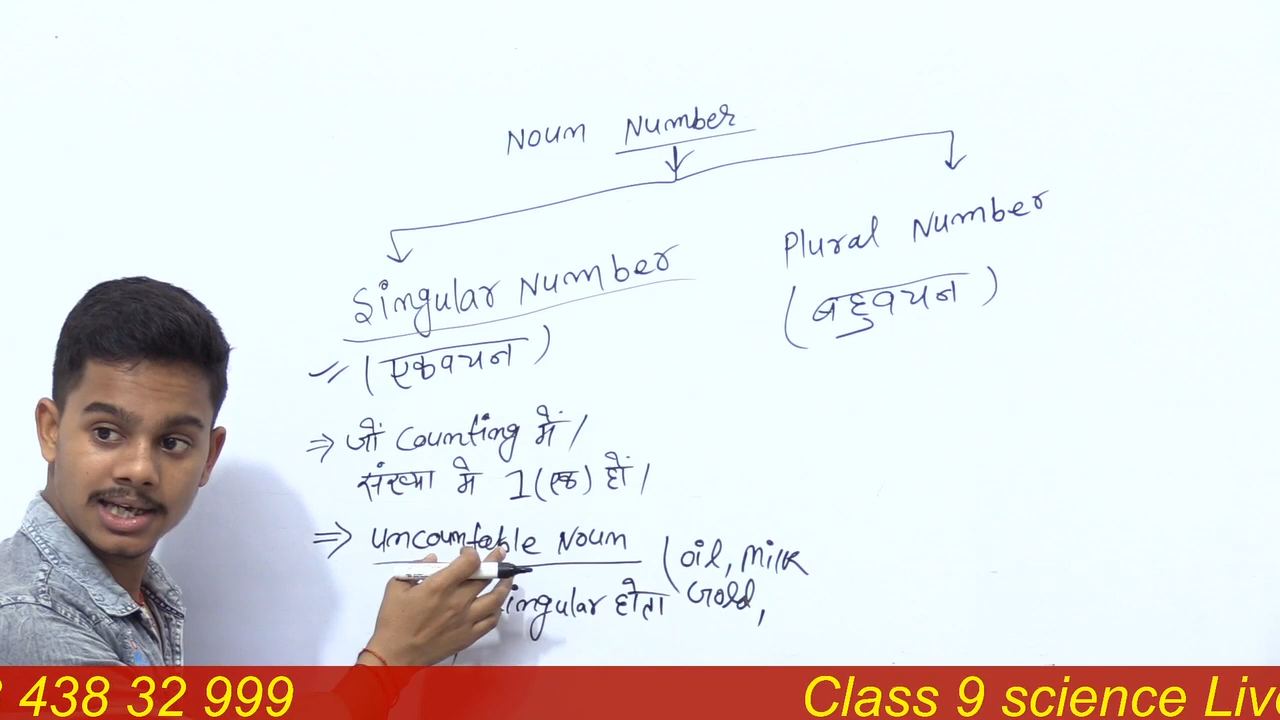 Noun Number
Singular Number
(एकवचन)
Plural Number
(बहुवचन)
⇒ जो counting में /
संख्या मे 1 (एक) हो /
⇒ uncountable Noun
singular होता
(oil, milk
Gold,
438 32 999
Class 9 science Live